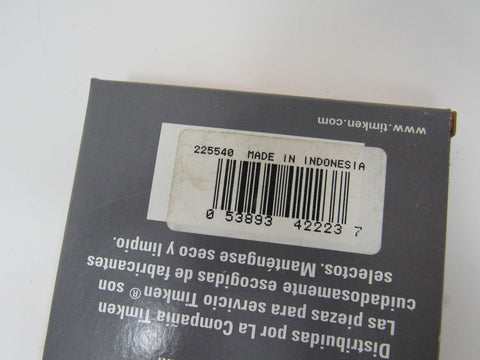 225540 MADE IN INDONESIA
0 53893 42223 7
www.timken.com
Distribuidas por La Compañia Timken
Las piezas para servicio Timken® son
cuidadosamente escogidas de fabricantes
selectos. Manténgase seco y limpio.